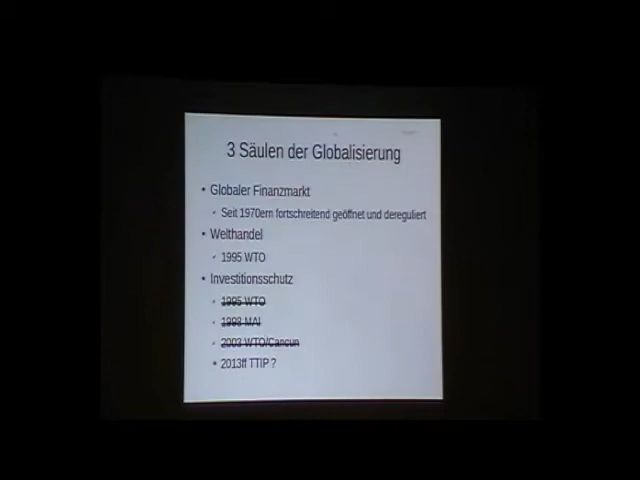 3 Säulen der Globalisierung
• Globaler Finanzmarkt
✓ Seit 1970ern fortschreitend geöffnet und dereguliert
• Welthandel
✓ 1995 WTO
• Investitionsschutz
• 1995 WTO
• 1998 MAI
• 2003 WTO/Cancun
• 2013ff TTIP ?